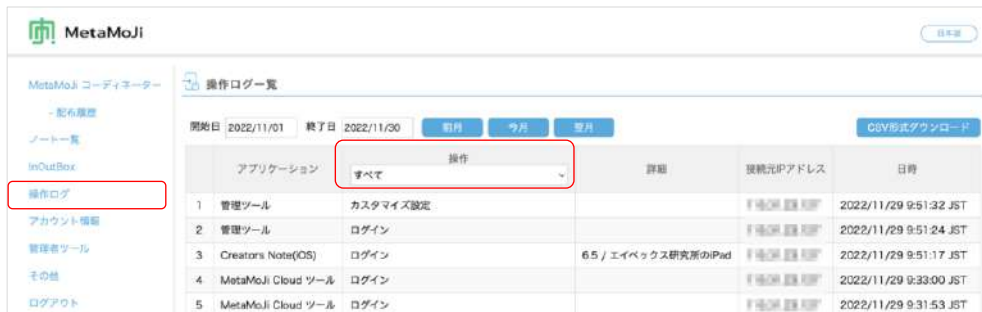 MetaMoJi
日本語
MetaMoJi コーディネーター
- 配布履歴
ノート一覧
InOutBox
操作ログ
アカウント情報
管理者ツール
その他
ログアウト
操作ログ一覧
開始日 2022/11/01 終了日 2022/11/30 前月 今月 翌月 CSV形式ダウンロード
アプリケーション 操作 詳細 接続元IPアドレス 日時
すべて
1 管理ツール カスタマイズ設定 2022/11/29 9:51:32 JST
2 管理ツール ログイン 2022/11/29 9:51:24 JST
3 Creators Note(iOS) ログイン 6.5 / エイベックス研究所のiPad 2022/11/29 9:51:17 JST
4 MetaMoJi Cloud ツール ログイン 2022/11/29 9:33:00 JST
5 MetaMoJi Cloud ツール ログイン 2022/11/29 9:31:53 JST